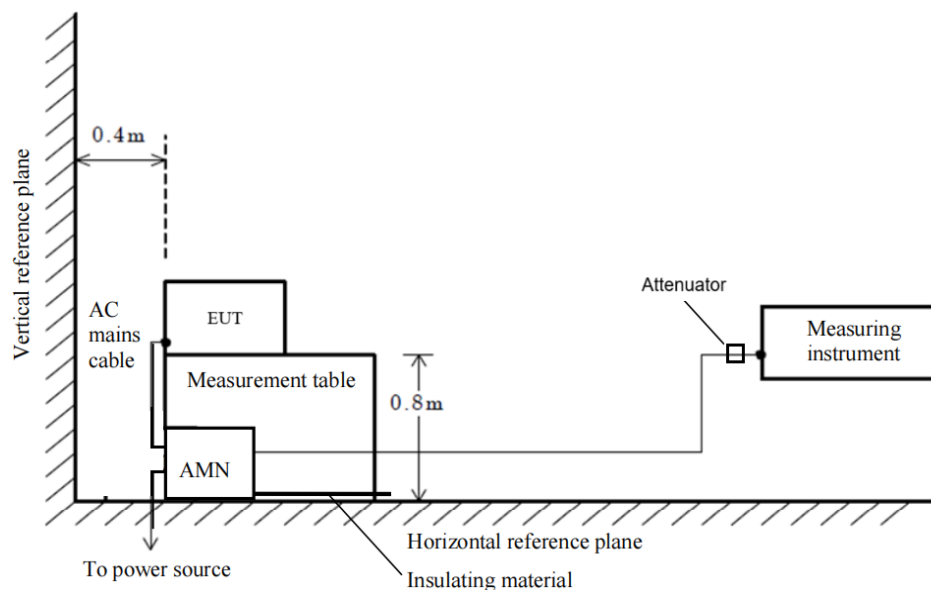 Vertical reference plane
0.4m
AC
mains
cable
EUT
Measurement table
0.8m
AMN
Attenuator
Measuring
instrument
To power source
Horizontal reference plane
Insulating material